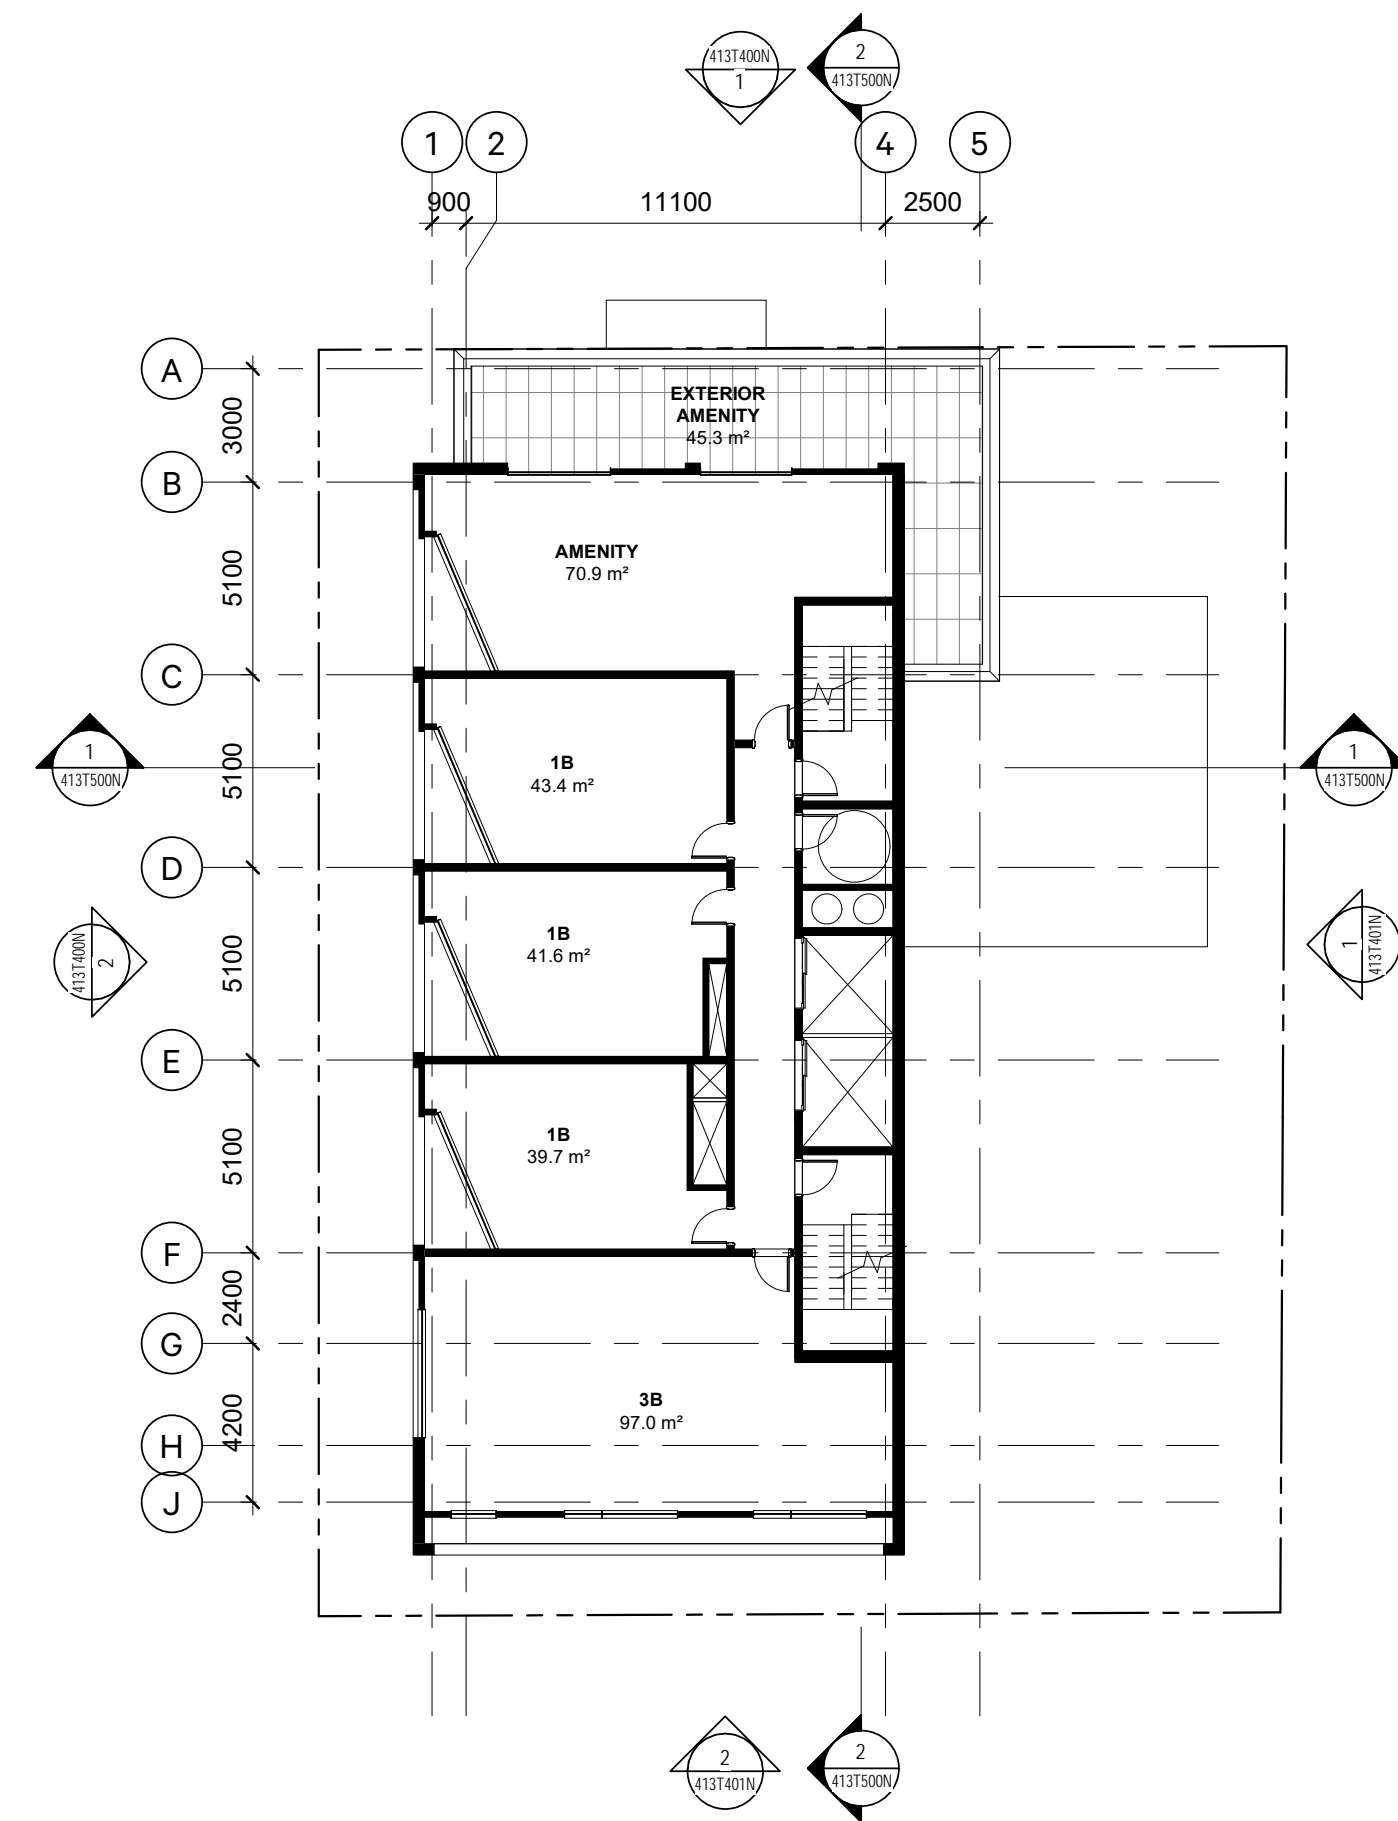 413T400N
1
2
413T500N
1
2
4
5
900
11100
2500
A
3000
EXTERIOR
AMENITY
45.3 m²
B
5100
AMENITY
70.9 m²
C
1
413T500N
5100
1B
43.4 m²
1
413T500N
D
413T400N
2
5100
1B
41.6 m²
1
413T401N
E
5100
1B
39.7 m²
F
2400
G
4200
3B
97.0 m²
H
J
2
413T401N
2
413T500N